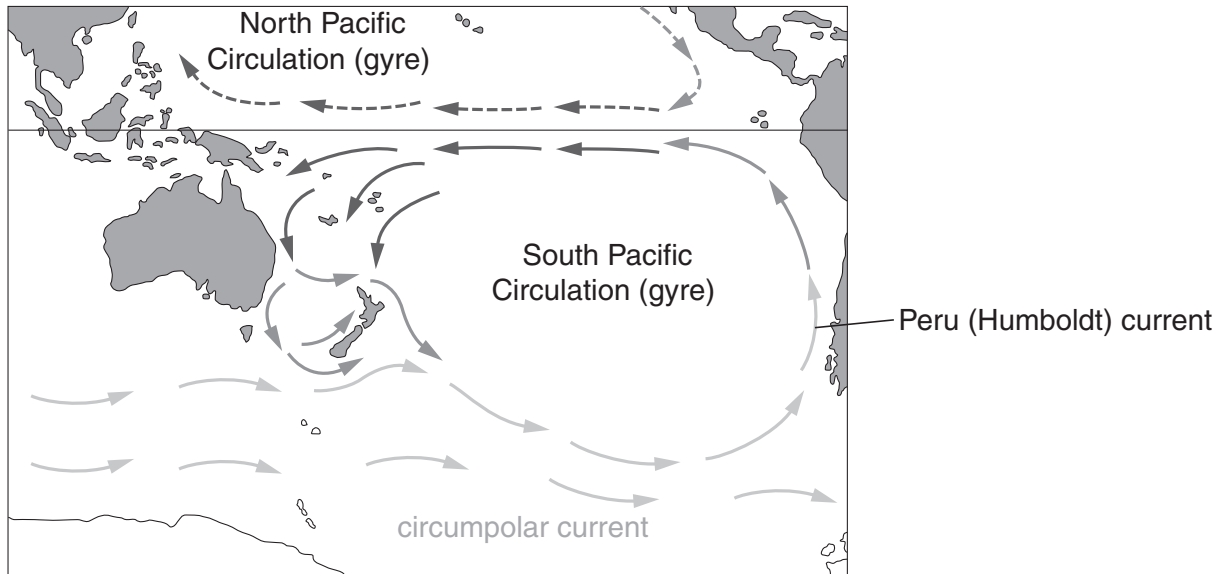 North Pacific
Circulation (gyre)
South Pacific
Circulation (gyre)
Peru (Humboldt) current
circumpolar current